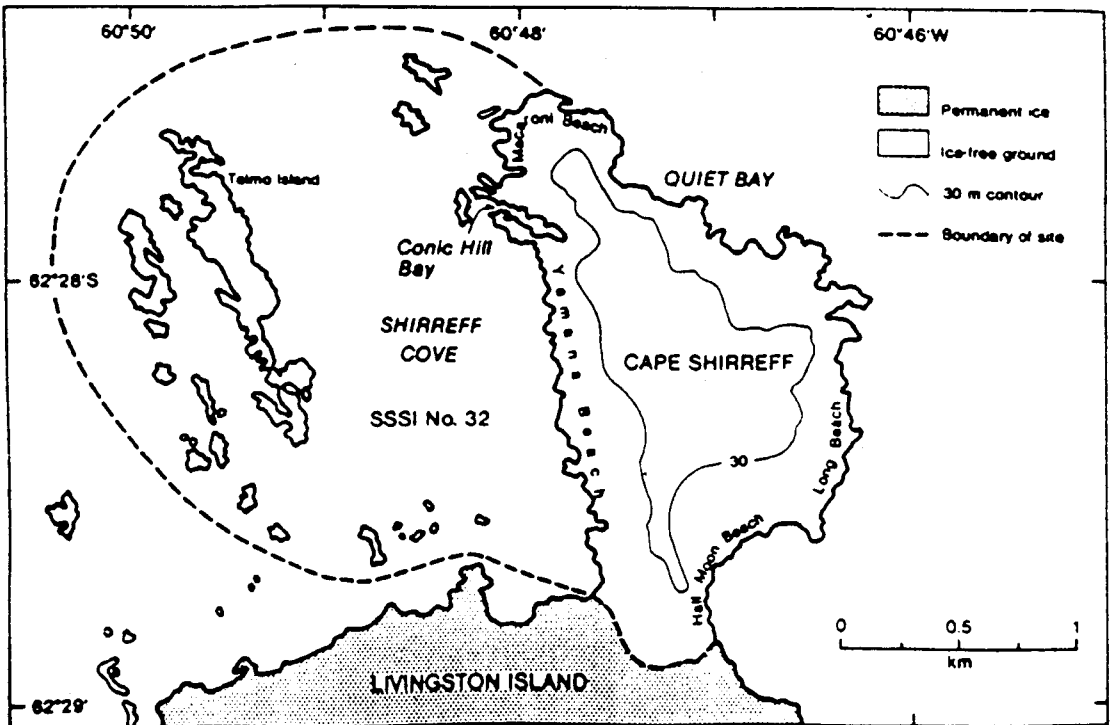 60°50'
60°48'
60°46'W
Permanent ice
Ice-free ground
30 m contour
Boundary of site
Macaroni Beach
Telmo Island
QUIET BAY
Conic Hill
Bay
62°28'S
SHIRREFF
COVE
Yamana Beach
CAPE SHIRREFF
SSSI No. 32
30
Long Beach
Half Moon Beach
0 0.5 1
km
LIVINGSTON ISLAND
62°29'